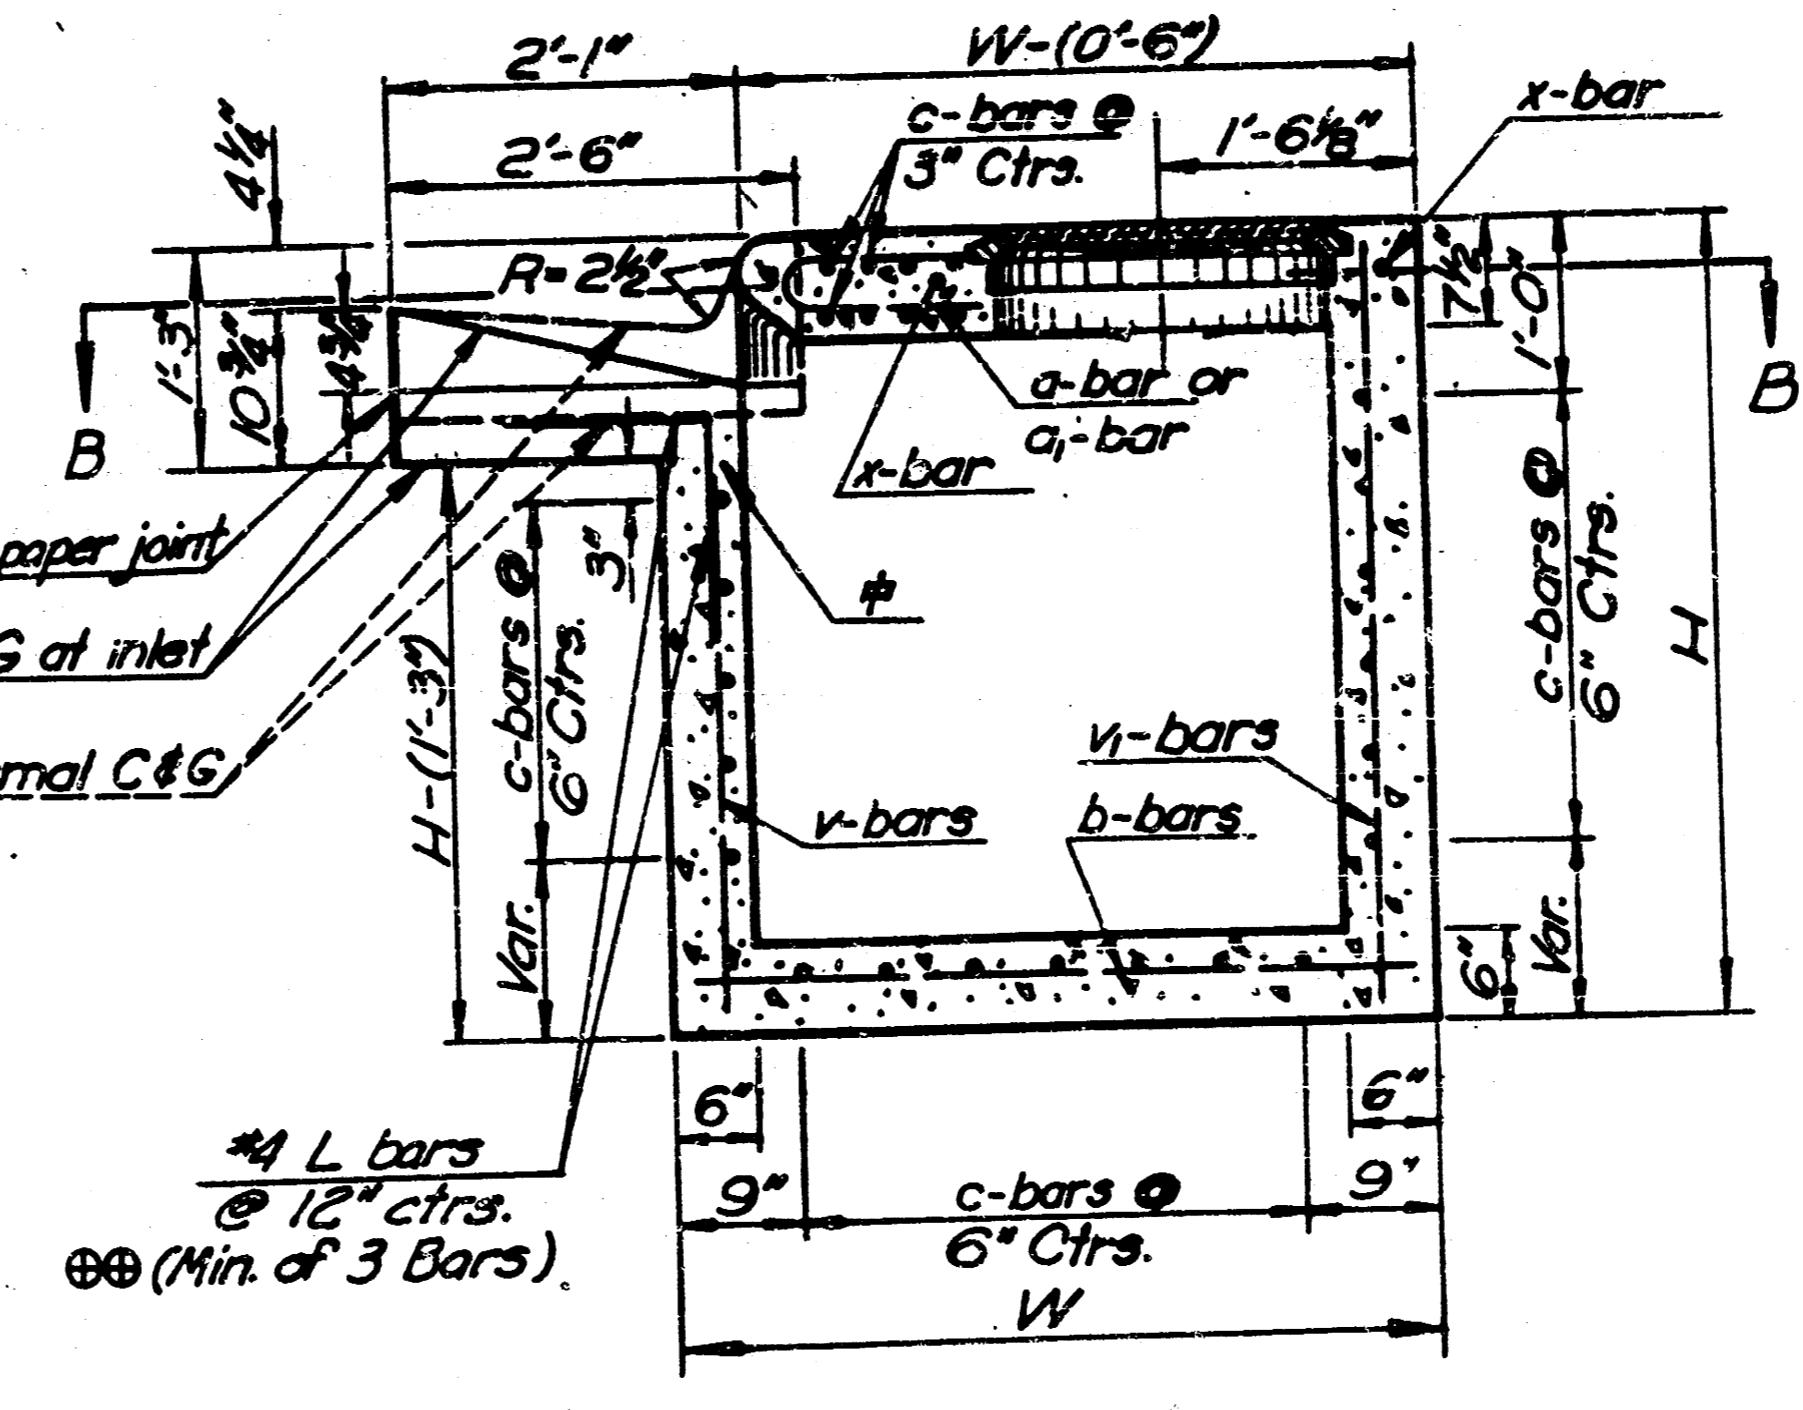 2'-1"
W-(0'-6")
x-bar
c-bars @
3" Ctrs.
1'-6⅛"
2'-6"
4¼"
R=2½"
7½"
1'-0"
1'-3"
10¾"
4¾"
B
B
a-bar or
a₁-bar
x-bar
paper joint
3"
c-bars @
6" Ctrs.
c-bars @
6" Ctrs.
H
G at inlet
H-(1'-3")
v₁-bars
mal C&G
v-bars
b-bars
Var.
6"
Var.
6"
6"
#4 L bars
@ 12" ctrs.
⊕⊕ (Min. of 3 Bars)
9"
c-bars @
6" Ctrs.
9"
W